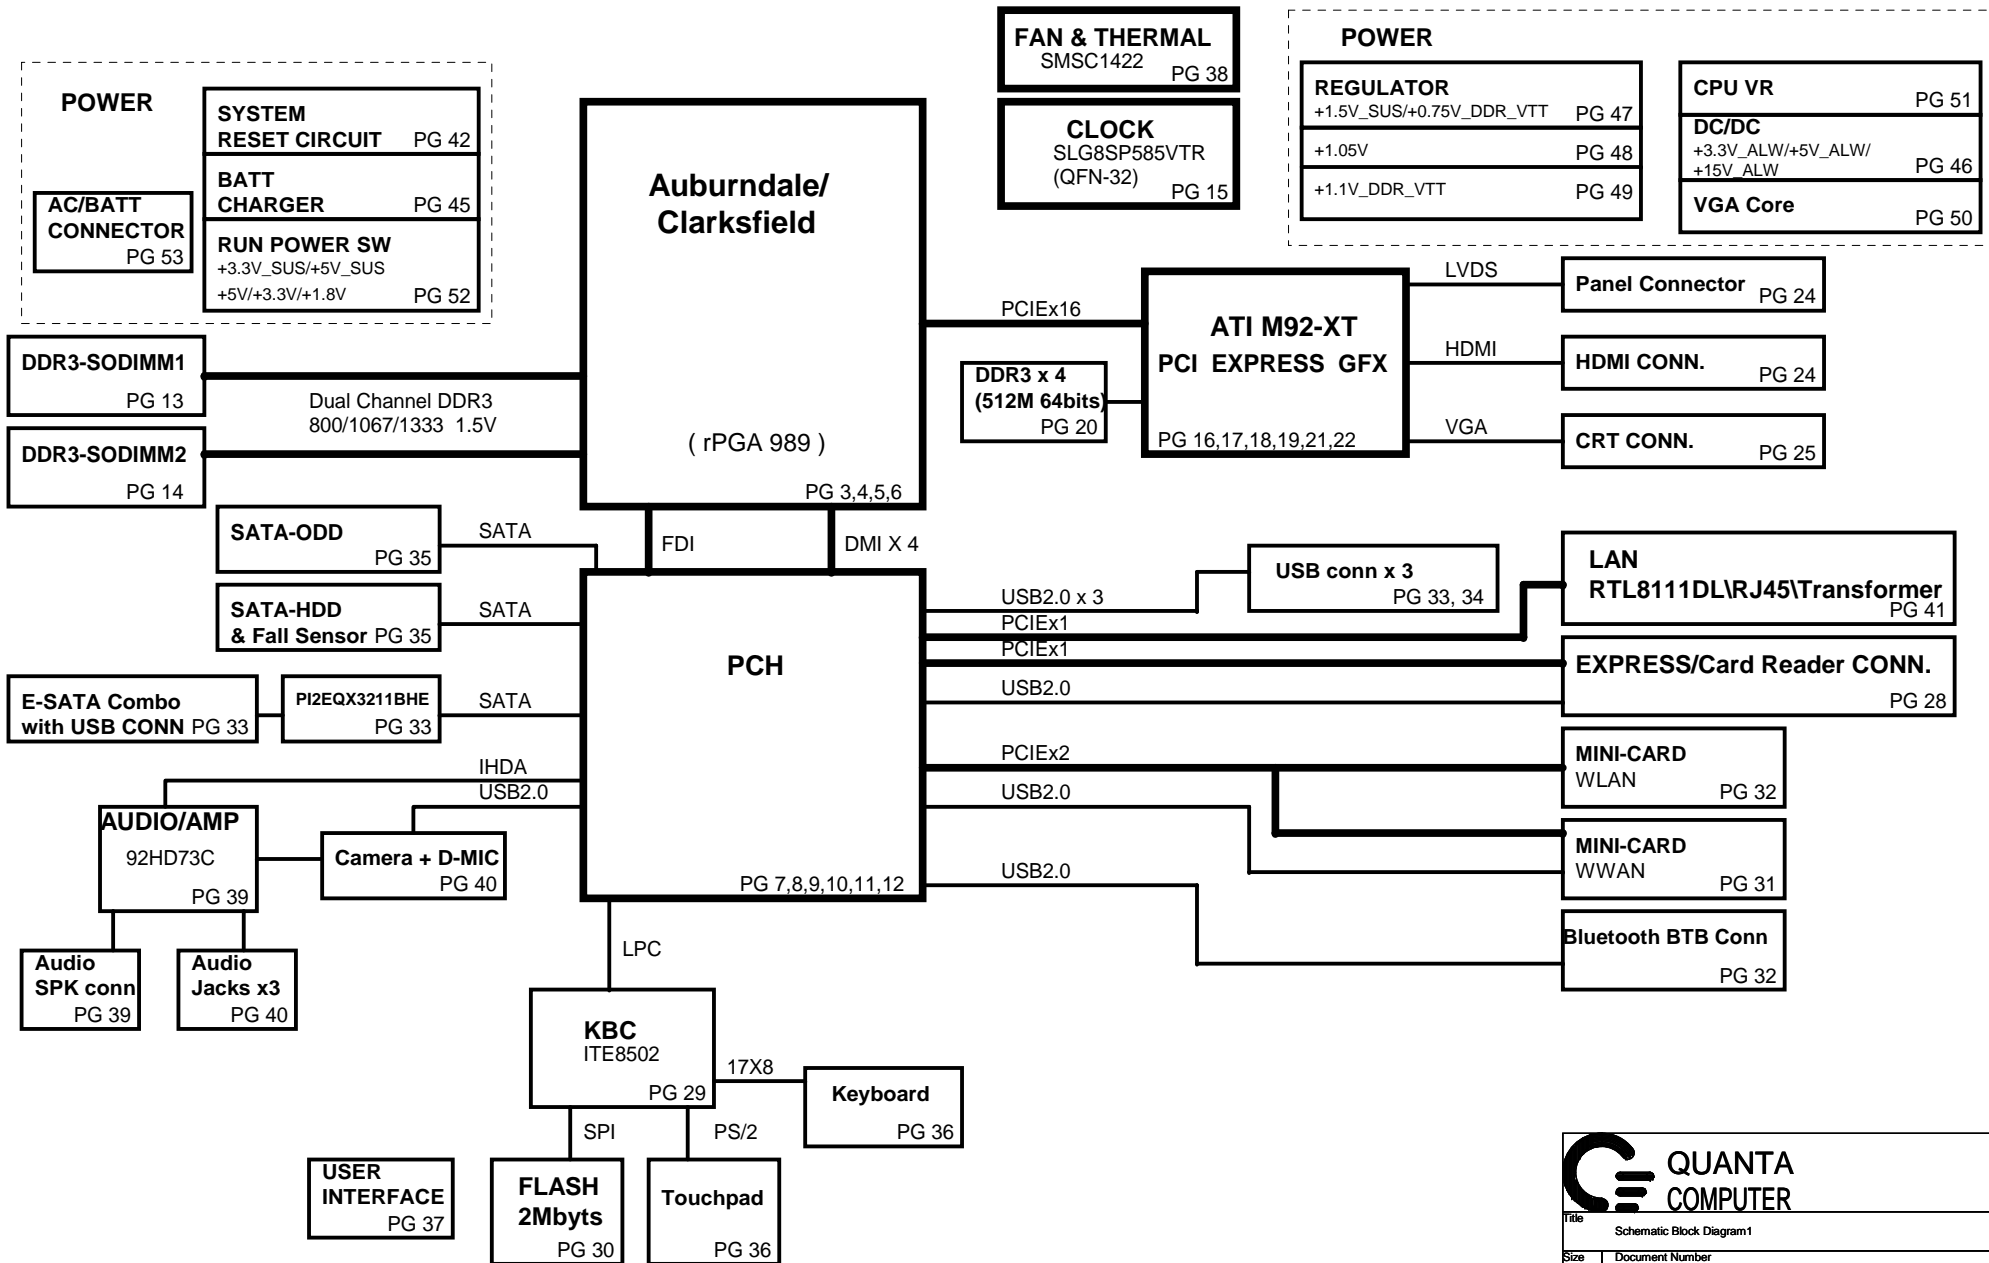 POWER
SYSTEM
RESET CIRCUIT PG 42
BATT
CHARGER PG 45
RUN POWER SW
+3.3V_SUS/+5V_SUS
+5V/+3.3V/+1.8V PG 52
AC/BATT
CONNECTOR
PG 53
FAN & THERMAL
SMSC1422
PG 38
CLOCK
SLG8SP585VTR
(QFN-32)
PG 15
POWER
REGULATOR
+1.5V_SUS/+0.75V_DDR_VTT PG 47
+1.05V PG 48
+1.1V_DDR_VTT PG 49
CPU VR
PG 51
DC/DC
+3.3V_ALW/+5V_ALW/
+15V_ALW PG 46
VGA Core
PG 50
Auburndale/
Clarksfield
( rPGA 989 )
PG 3,4,5,6
DDR3-SODIMM1
PG 13
Dual Channel DDR3
800/1067/1333 1.5V
DDR3-SODIMM2
PG 14
PCIEx16
DDR3 x 4
(512M 64bits)
PG 20
ATI M92-XT
PCI EXPRESS GFX
PG 16,17,18,19,21,22
LVDS
Panel Connector
PG 24
HDMI
HDMI CONN.
PG 24
VGA
CRT CONN.
PG 25
FDI
DMI X 4
SATA-ODD
PG 35
SATA
SATA-HDD
& Fall Sensor PG 35
SATA
E-SATA Combo
with USB CONN PG 33
PI2EQX3211BHE
PG 33
SATA
PCH
PG 7,8,9,10,11,12
IHDA
USB2.0
AUDIO/AMP
92HD73C
PG 39
Camera + D-MIC
PG 40
Audio
SPK conn
PG 39
Audio
Jacks x3
PG 40
USB2.0 x 3
USB conn x 3
PG 33, 34
PCIEx1
LAN
RTL8111DL\RJ45\Transformer
PG 41
PCIEx1
EXPRESS/Card Reader CONN.
PG 28
USB2.0
PCIEx2
MINI-CARD
WLAN
PG 32
USB2.0
MINI-CARD
WWAN
PG 31
USB2.0
Bluetooth BTB Conn
PG 32
LPC
KBC
ITE8502
PG 29
17X8
Keyboard
PG 36
SPI
PS/2
USER
INTERFACE
PG 37
FLASH
2Mbyts
PG 30
Touchpad
PG 36
QUANTA
COMPUTER
Title
Schematic Block Diagram1
Size Document Number